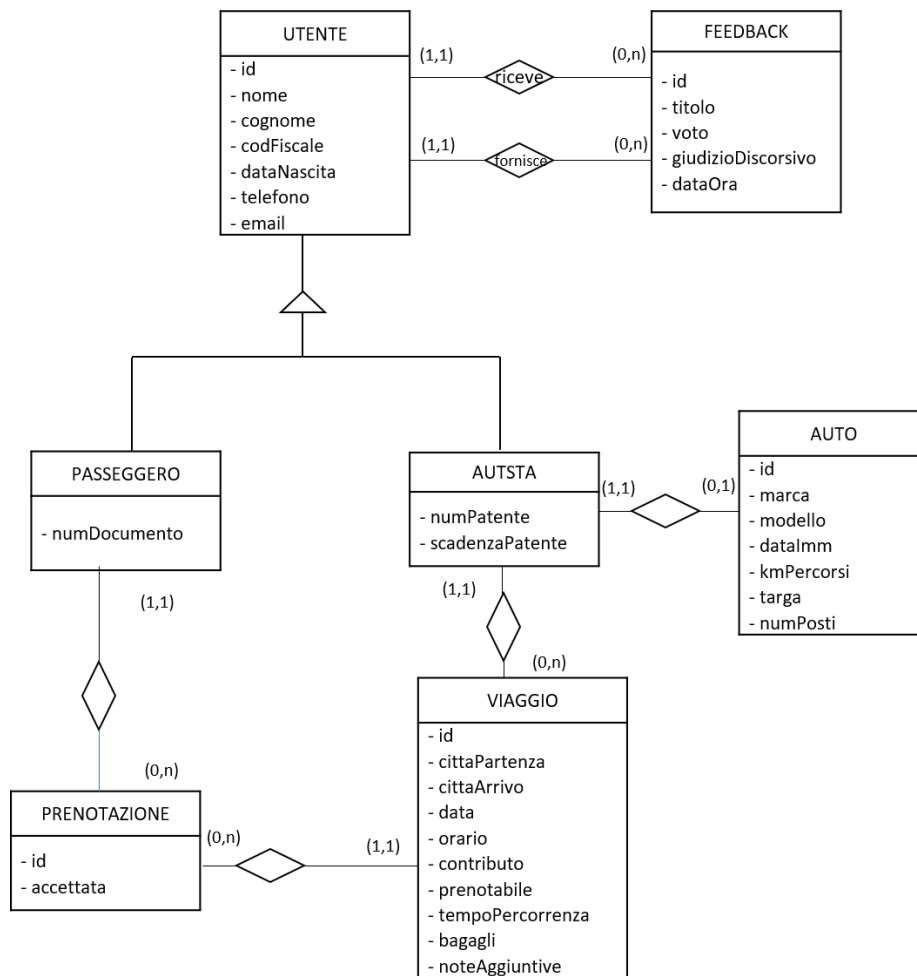 UTENTE
- id
- nome
- cognome
- codFiscale
- dataNascita
- telefono
- email
(1,1)
riceve
(0,n)
(1,1)
fornisce
(0,n)
FEEDBACK
- id
- titolo
- voto
- giudizioDiscorsivo
- dataOra
PASSEGGERO
- numDocumento
AUTSTA
- numPatente
- scadenzaPatente
(1,1)
(0,1)
AUTO
- id
- marca
- modello
- dataImm
- kmPercorsi
- targa
- numPosti
(1,1)
(1,1)
(0,n)
(0,n)
PRENOTAZIONE
- id
- accettata
(0,n)
(1,1)
VIAGGIO
- id
- cittaPartenza
- cittaArrivo
- data
- orario
- contributo
- prenotabile
- tempoPercorrenza
- bagagli
- noteAggiuntive